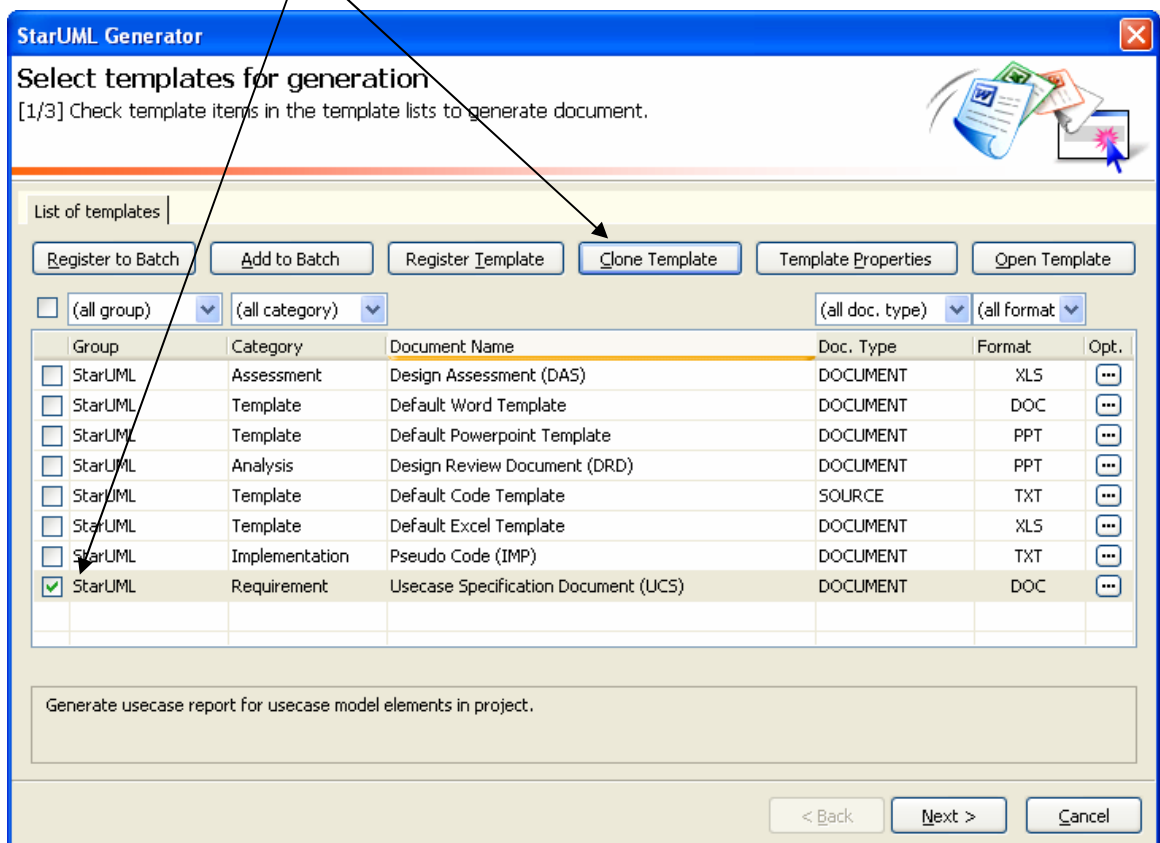 StarUML Generator
Select templates for generation
[1/3] Check template items in the template lists to generate document.
List of templates
Register to Batch Add to Batch Register Template Clone Template Template Properties Open Template
(all group) (all category) (all doc. type) (all format
Group Category Document Name Doc. Type Format Opt.
StarUML Assessment Design Assessment (DAS) DOCUMENT XLS ...
StarUML Template Default Word Template DOCUMENT DOC ...
StarUML Template Default Powerpoint Template DOCUMENT PPT ...
StarUML Analysis Design Review Document (DRD) DOCUMENT PPT ...
StarUML Template Default Code Template SOURCE TXT ...
StarUML Template Default Excel Template DOCUMENT XLS ...
StarUML Implementation Pseudo Code (IMP) DOCUMENT TXT ...
StarUML Requirement Usecase Specification Document (UCS) DOCUMENT DOC ...
Generate usecase report for usecase model elements in project.
< Back Next > Cancel